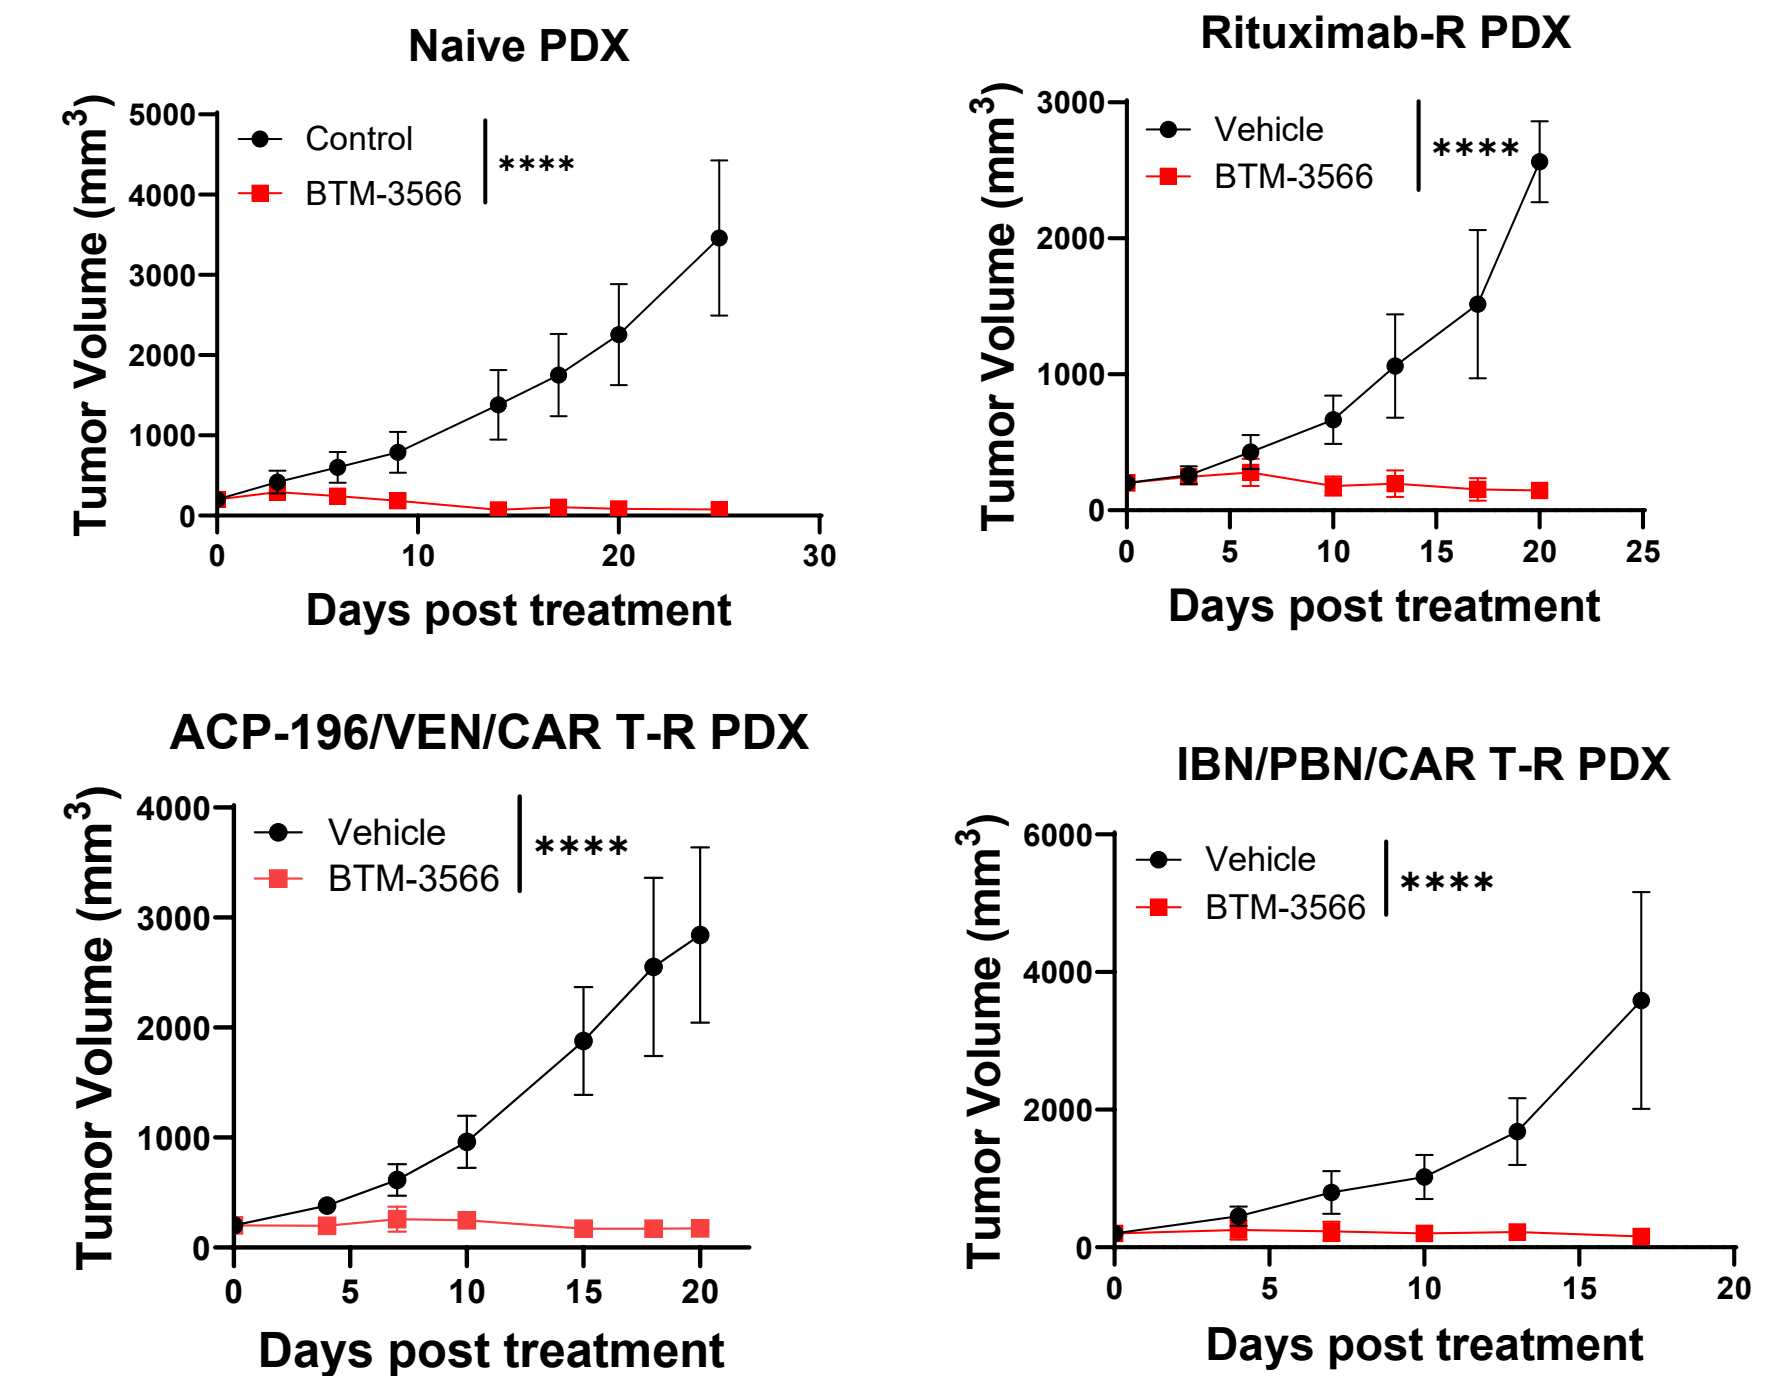 Naive PDX
Tumor Volume (mm3)
5000
4000
3000
2000
1000
0
Control
BTM-3566
****
0 10 20 30
Days post treatment
Rituximab-R PDX
Tumor Volume (mm3)
3000
2000
1000
0
Vehicle
BTM-3566
****
0 5 10 15 20 25
Days post treatment
ACP-196/VEN/CAR T-R PDX
Tumor Volume (mm3)
4000
3000
2000
1000
0
Vehicle
BTM-3566
****
0 5 10 15 20
Days post treatment
IBN/PBN/CAR T-R PDX
Tumor Volume (mm3)
6000
4000
2000
0
Vehicle
BTM-3566
****
0 5 10 15 20
Days post treatment